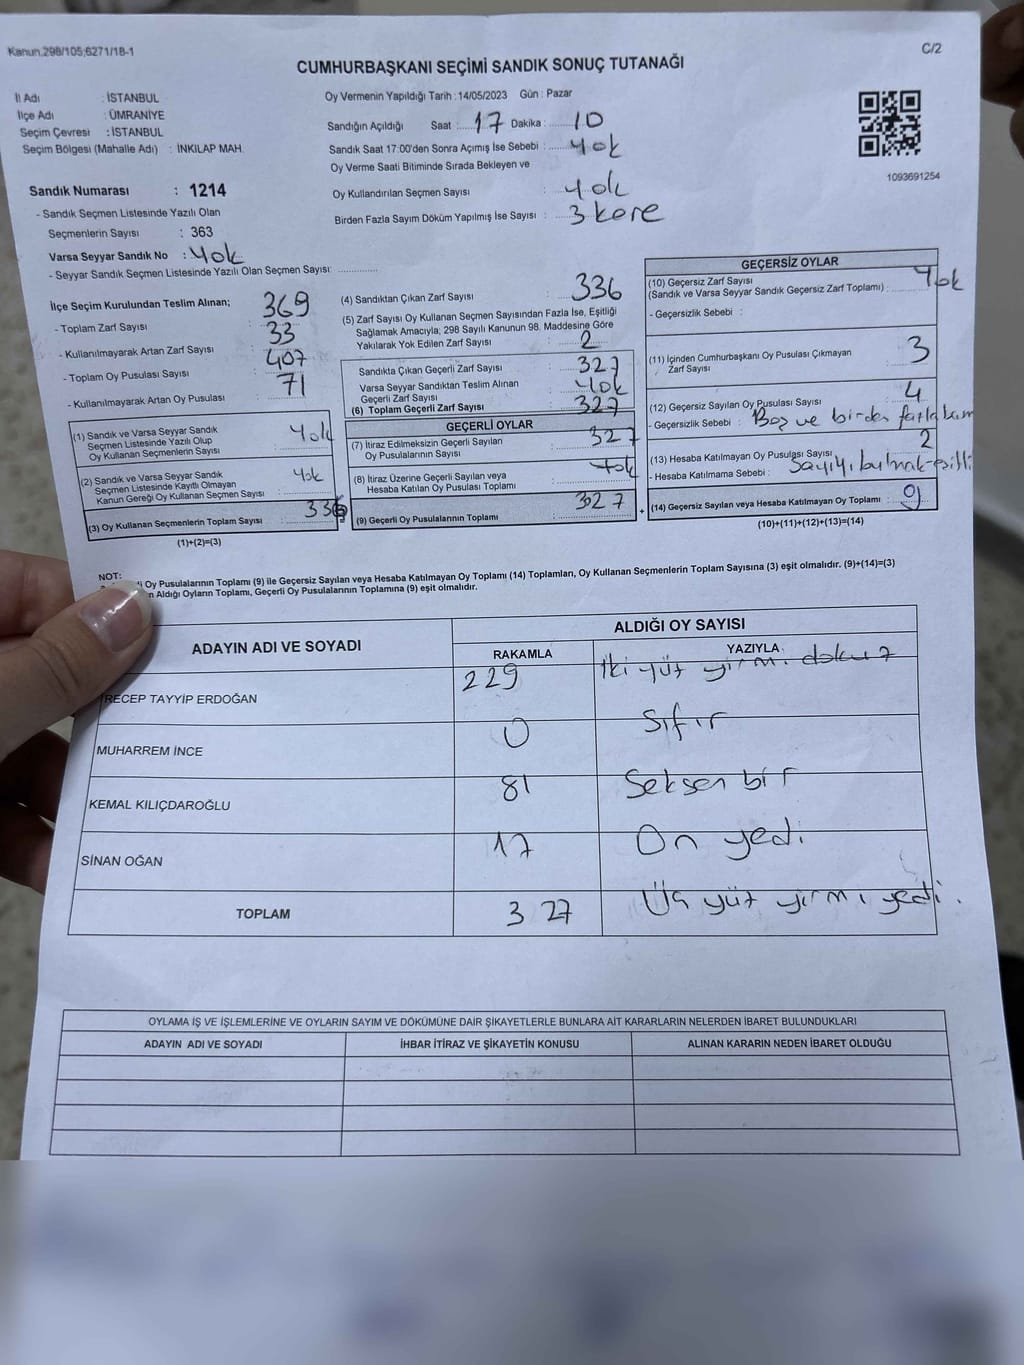 Kanun.298/105;6271/18-1
C/2
CUMHURBAŞKANI SEÇİMİ SANDIK SONUÇ TUTANAĞI
İl Adı : İSTANBUL
İlçe Adı : ÜMRANİYE
Seçim Çevresi : İSTANBUL
Seçim Bölgesi (Mahalle Adı) : İNKILAP MAH.
Sandık Numarası : 1214
- Sandık Seçmen Listesinde Yazılı Olan
Seçmenlerin Sayısı : 363
Varsa Seyyar Sandık No : Yok
- Seyyar Sandık Seçmen Listesinde Yazılı Olan Seçmen Sayısı:
Oy Vermenin Yapıldığı Tarih : 14/05/2023 Gün : Pazar
Sandığın Açıldığı Saat : 17 Dakika : 10
Sandık Saat 17:00'den Sonra Açımış İse Sebebi : Yok
Oy Verme Saati Bitiminde Sırada Bekleyen ve
Oy Kullandırılan Seçmen Sayısı : Yok
Birden Fazla Sayım Döküm Yapılmış İse Sayısı : 3 kere
1093691254
İlçe Seçim Kurulundan Teslim Alınan;
- Toplam Zarf Sayısı : 369
- Kullanılmayarak Artan Zarf Sayısı : 33
- Toplam Oy Pusulası Sayısı : 407
- Kullanılmayarak Artan Oy Pusulası : 71
(1) Sandık ve Varsa Seyyar Sandık
Seçmen Listesinde Yazılı Olup
Oy Kullanan Seçmenlerin Sayısı : Yok
(2) Sandık ve Varsa Seyyar Sandık
Seçmen Listesinde Kayıtlı Olmayan
Kanun Gereği Oy Kullanan Seçmen Sayısı : Yok
(3) Oy Kullanan Seçmenlerin Toplam Sayısı : 336
(1)+(2)=(3)
(4) Sandıktan Çıkan Zarf Sayısı : 336
(5) Zarf Sayısı Oy Kullanan Seçmen Sayısından Fazla İse, Eşitliği
Sağlamak Amacıyla; 298 Sayılı Kanunun 98. Maddesine Göre
Yakılarak Yok Edilen Zarf Sayısı : 2
Sandıkta Çıkan Geçerli Zarf Sayısı : 327
Varsa Seyyar Sandıktan Teslim Alınan
Geçerli Zarf Sayısı : Yok
(6) Toplam Geçerli Zarf Sayısı : 327
GEÇERLİ OYLAR
(7) İtiraz Edilmeksizin Geçerli Sayılan
Oy Pusulalarının Sayısı : 327
(8) İtiraz Üzerine Geçerli Sayılan veya
Hesaba Katılan Oy Pusulası Toplamı : Yok
(9) Geçerli Oy Pusulalarının Toplamı : 327
GEÇERSİZ OYLAR
(10) Geçersiz Zarf Sayısı
(Sandık ve Varsa Seyyar Sandık Geçersiz Zarf Toplamı) : Yok
- Geçersizlik Sebebi :
(11) İçinden Cumhurbaşkanı Oy Pusulası Çıkmayan
Zarf Sayısı : 3
(12) Geçersiz Sayılan Oy Pusulası Sayısı : 4
- Geçersizlik Sebebi : Boş ve birden fazla
(13) Hesaba Katılmayan Oy Pusulası Sayısı : 2
- Hesaba Katılmama Sebebi : Sayıyı
(14) Geçersiz Sayılan veya Hesaba Katılmayan Oy Toplamı : 9
(10)+(11)+(12)+(13)=(14)
NOT:
Oy Pusulalarının Toplamı (9) ile Geçersiz Sayılan veya Hesaba Katılmayan Oy Toplamı (14) Toplamları, Oy Kullanan Seçmenlerin Toplam Sayısına (3) eşit olmalıdır. (9)+(14)=(3)
Aldığı Oyların Toplamı, Geçerli Oy Pusulalarının Toplamına (9) eşit olmalıdır.
ADAYIN ADI VE SOYADI
ALDIĞI OY SAYISI
RAKAMLA YAZIYLA
RECEP TAYYİP ERDOĞAN 229 İki yüz yirmi dokuz
MUHARREM İNCE 0 Sıfır
KEMAL KILIÇDAROĞLU 81 Seksen bir
SİNAN OĞAN 17 On yedi
TOPLAM 327 Üç yüz yirmi yedi.
OYLAMA İŞ VE İŞLEMLERİNE VE OYLARIN SAYIM VE DÖKÜMÜNE DAİR ŞİKAYETLERLE BUNLARA AİT KARARLARIN NELERDEN İBARET BULUNDUKLARI
ADAYIN ADI VE SOYADI İHBAR İTİRAZ VE ŞİKAYETİN KONUSU ALINAN KARARIN NEDEN İBARET OLDUĞU